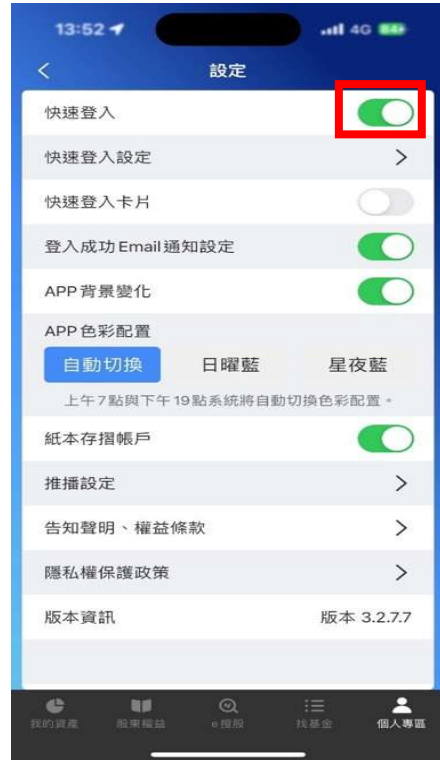 13:52
4G 84
設定
快速登入
快速登入設定
快速登入卡片
登入成功Email通知設定
APP背景變化
APP色彩配置
自動切換 日曜藍 星夜藍
上午7點與下午19點系統將自動切換色彩配置。
紙本存摺帳戶
推播設定
告知聲明、權益條款
隱私權保護政策
版本資訊 版本 3.2.7.7
我的資產 股東權益 e控股 找基金 個人專區